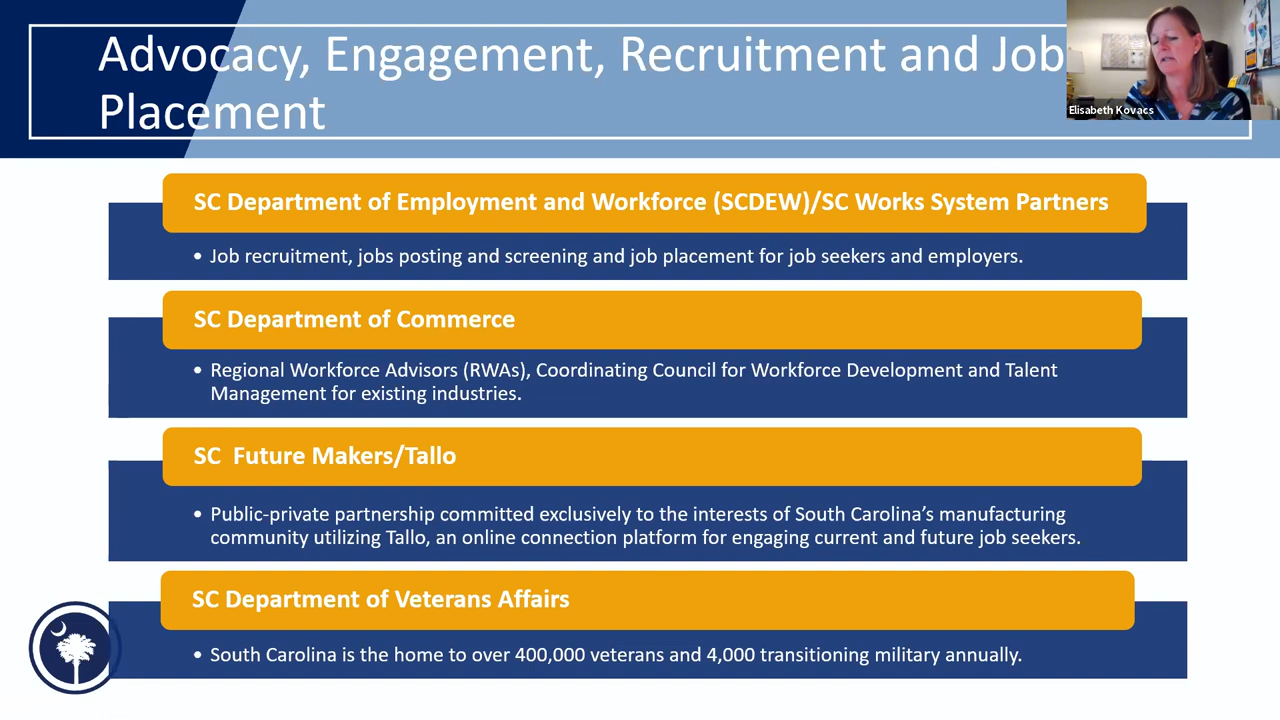 Advocacy, Engagement, Recruitment and Job
Placement
Elisabeth Kovacs
SC Department of Employment and Workforce (SCDEW)/SC Works System Partners
• Job recruitment, jobs posting and screening and job placement for job seekers and employers.
SC Department of Commerce
• Regional Workforce Advisors (RWAs), Coordinating Council for Workforce Development and Talent
Management for existing industries.
SC  Future Makers/Tallo
• Public-private partnership committed exclusively to the interests of South Carolina’s manufacturing
community utilizing Tallo, an online connection platform for engaging current and future job seekers.
SC Department of Veterans Affairs
• South Carolina is the home to over 400,000 veterans and 4,000 transitioning military annually.